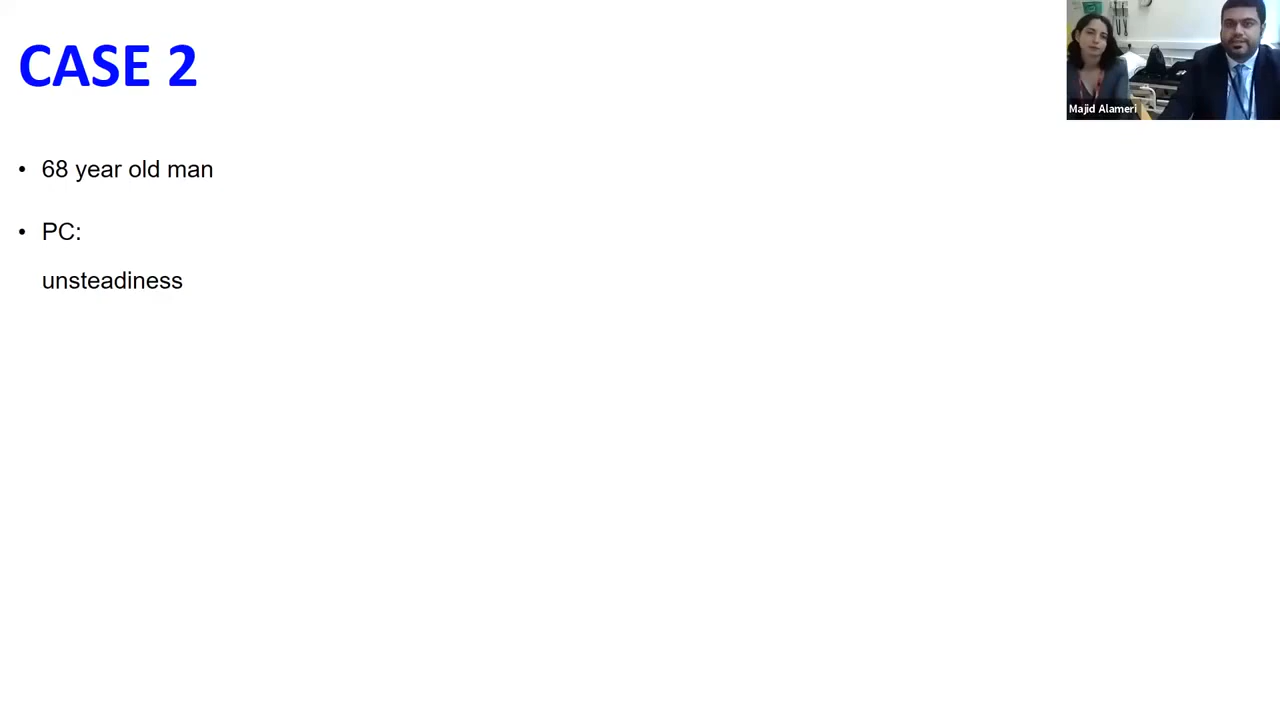 CASE 2
Majid Alameri
• 68 year old man
• PC:
unsteadiness